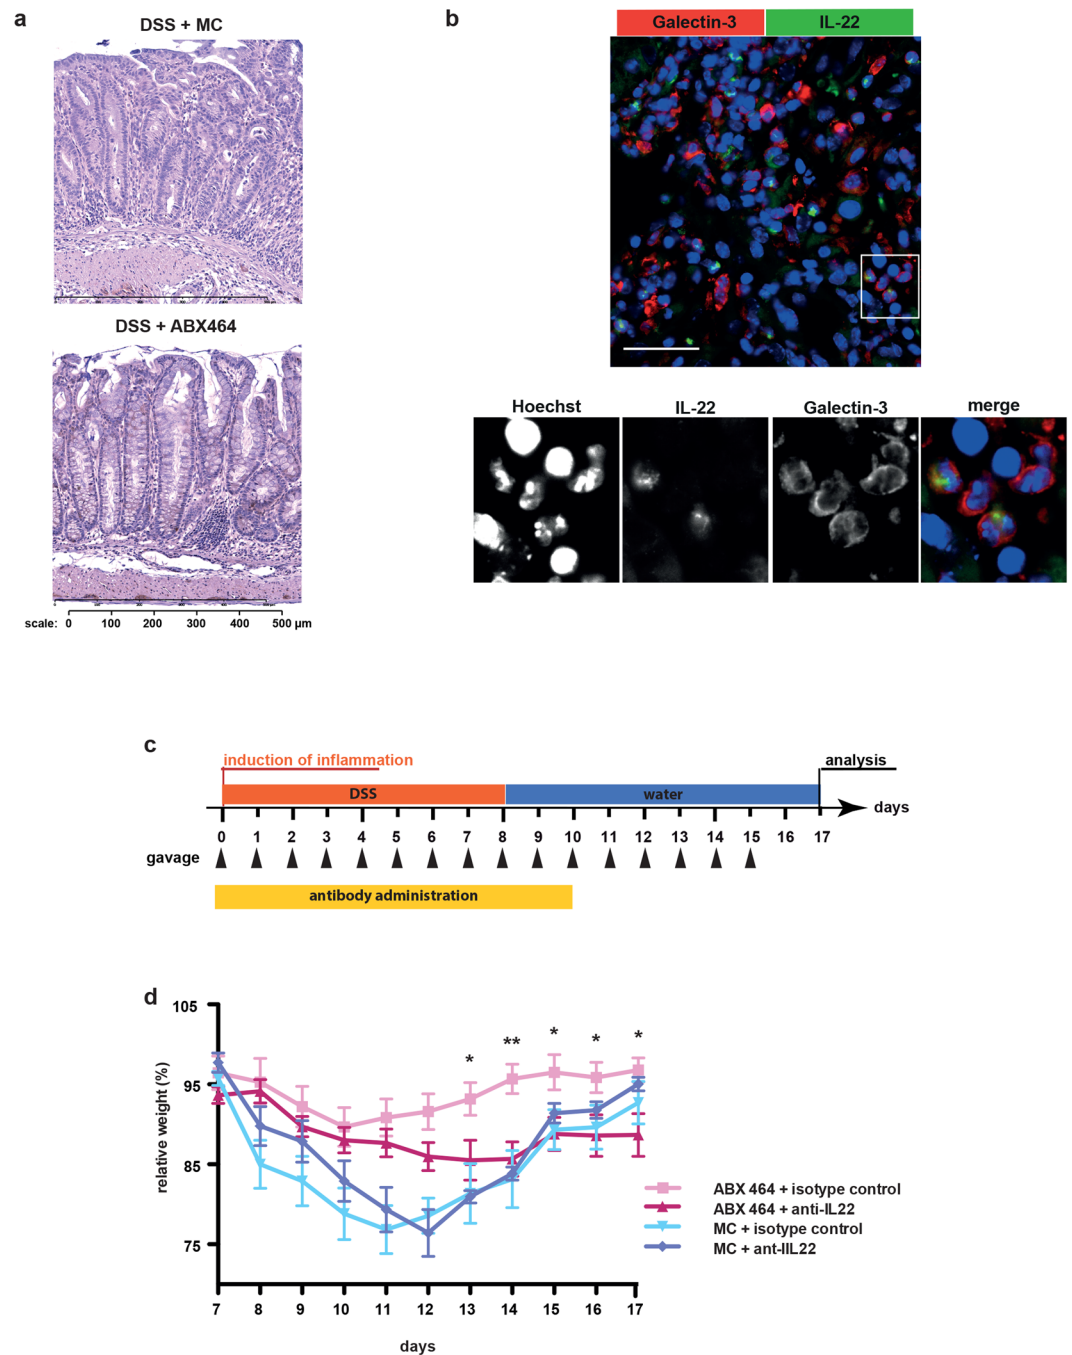 a
DSS + MC
DSS + ABX464
scale: 0 100 200 300 400 500 µm
b
Galectin-3 IL-22
Hoechst IL-22 Galectin-3 merge
c
induction of inflammation
analysis
DSS water
days
0 1 2 3 4 5 6 7 8 9 10 11 12 13 14 15 16 17
gavage
antibody administration
d
105
95
85
75
relative weight (%)
* ** * * *
7 8 9 10 11 12 13 14 15 16 17
days
ABX 464 + isotype control
ABX 464 + anti-IL22
MC + isotype control
MC + ant-IIL22